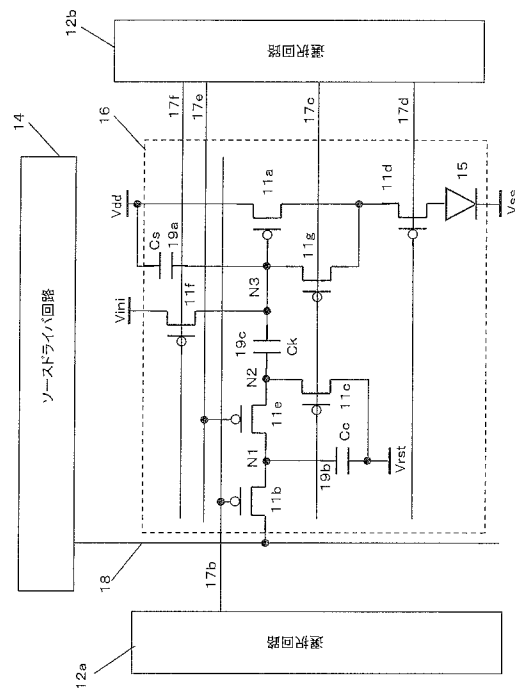 14
ソースドライバ回路
12b
選択回路
17f
17e
17c
17d
16
Vdd
Cs
19a
11a
Vini
11f
N3
11g
11d
15
Vss
19c
Ck
N2
11e
11c
N1
Cc
19b
Vrst
11b
18
17b
12a
選択回路